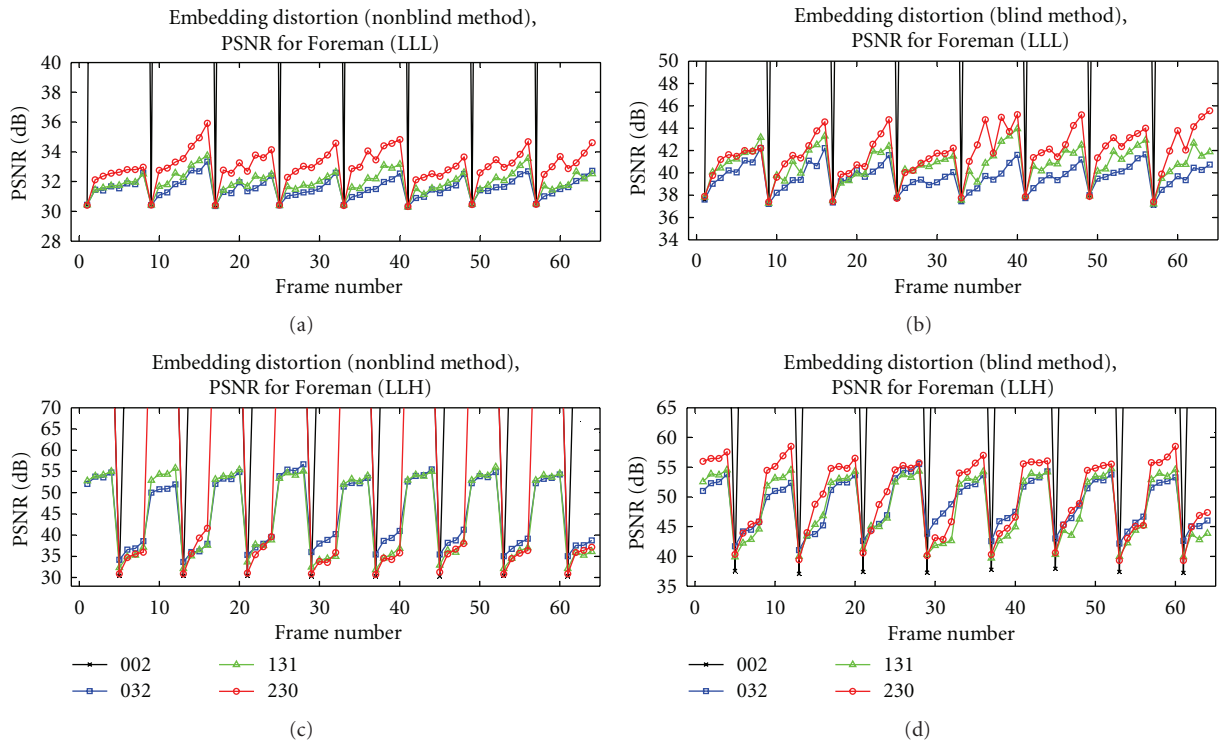 Embedding distortion (nonblind method),
PSNR for Foreman (LLL)
40
38
36
34
32
30
28
PSNR (dB)
0 10 20 30 40 50 60
Frame number
(a)
Embedding distortion (blind method),
PSNR for Foreman (LLL)
50
48
46
44
42
40
38
36
34
PSNR (dB)
0 10 20 30 40 50 60
Frame number
(b)
Embedding distortion (nonblind method),
PSNR for Foreman (LLH)
70
65
60
55
50
45
40
35
30
PSNR (dB)
0 10 20 30 40 50 60
Frame number
002 131
032 230
(c)
Embedding distortion (blind method),
PSNR for Foreman (LLH)
65
60
55
50
45
40
35
PSNR (dB)
0 10 20 30 40 50 60
Frame number
002 131
032 230
(d)